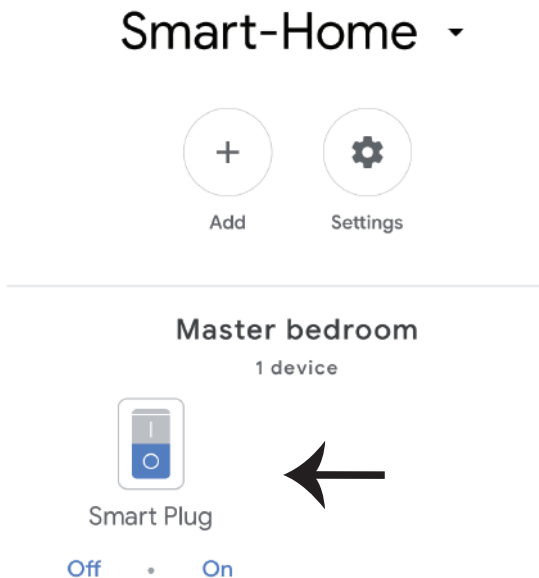 Smart-Home
Add Settings
Master bedroom
1 device
Smart Plug
Off • On